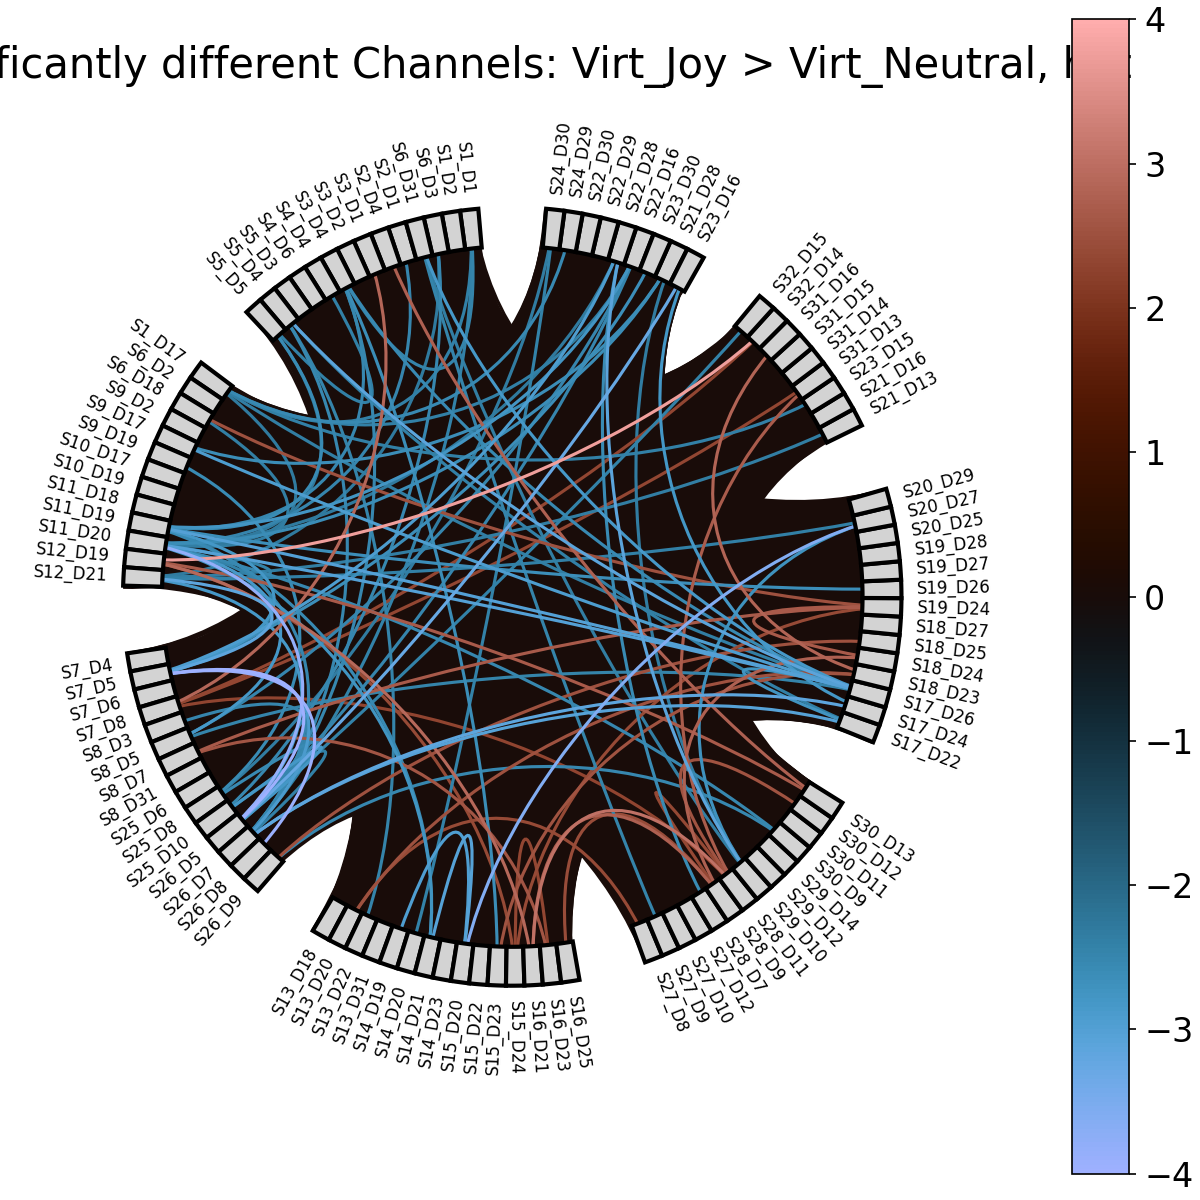 ficantly different Channels: Virt_Joy > Virt_Neutral,
S1_D1
S1_D2
S6_D3
S6_D31
S2_D1
S2_D4
S3_D1
S3_D2
S3_D4
S4_D4
S4_D6
S5_D3
S5_D4
S5_D5
S1_D17
S6_D2
S6_D18
S9_D2
S9_D17
S9_D19
S10_D17
S10_D19
S11_D18
S11_D19
S11_D20
S12_D19
S12_D21
S7_D4
S7_D5
S7_D6
S7_D8
S8_D3
S8_D5
S8_D7
S8_D31
S25_D6
S25_D8
S25_D10
S26_D5
S26_D7
S26_D8
S26_D9
S13_D18
S13_D20
S13_D22
S13_D31
S14_D19
S14_D20
S14_D21
S14_D23
S15_D20
S15_D22
S15_D23
S15_D24
S16_D21
S16_D23
S16_D25
S27_D8
S27_D9
S27_D10
S27_D12
S28_D7
S28_D9
S28_D11
S29_D10
S29_D12
S29_D14
S30_D9
S30_D11
S30_D12
S30_D13
S17_D22
S17_D24
S17_D26
S18_D23
S18_D24
S18_D25
S18_D27
S19_D24
S19_D26
S19_D27
S19_D28
S20_D25
S20_D27
S20_D29
S21_D13
S21_D16
S23_D15
S31_D13
S31_D14
S31_D15
S31_D16
S32_D14
S32_D15
S23_D16
S21_D28
S23_D30
S22_D16
S22_D28
S22_D29
S22_D30
S24_D29
S24_D30
4
3
2
1
0
−1
−2
−3
−4